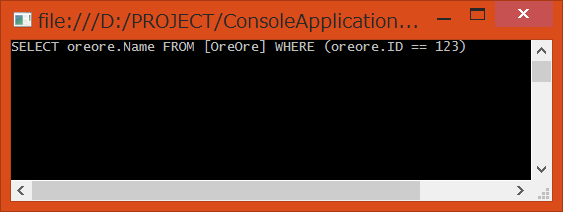 file:///D:/PROJECT/ConsoleApplication...
SELECT oreore.Name FROM [OreOre] WHERE (oreore.ID == 123)